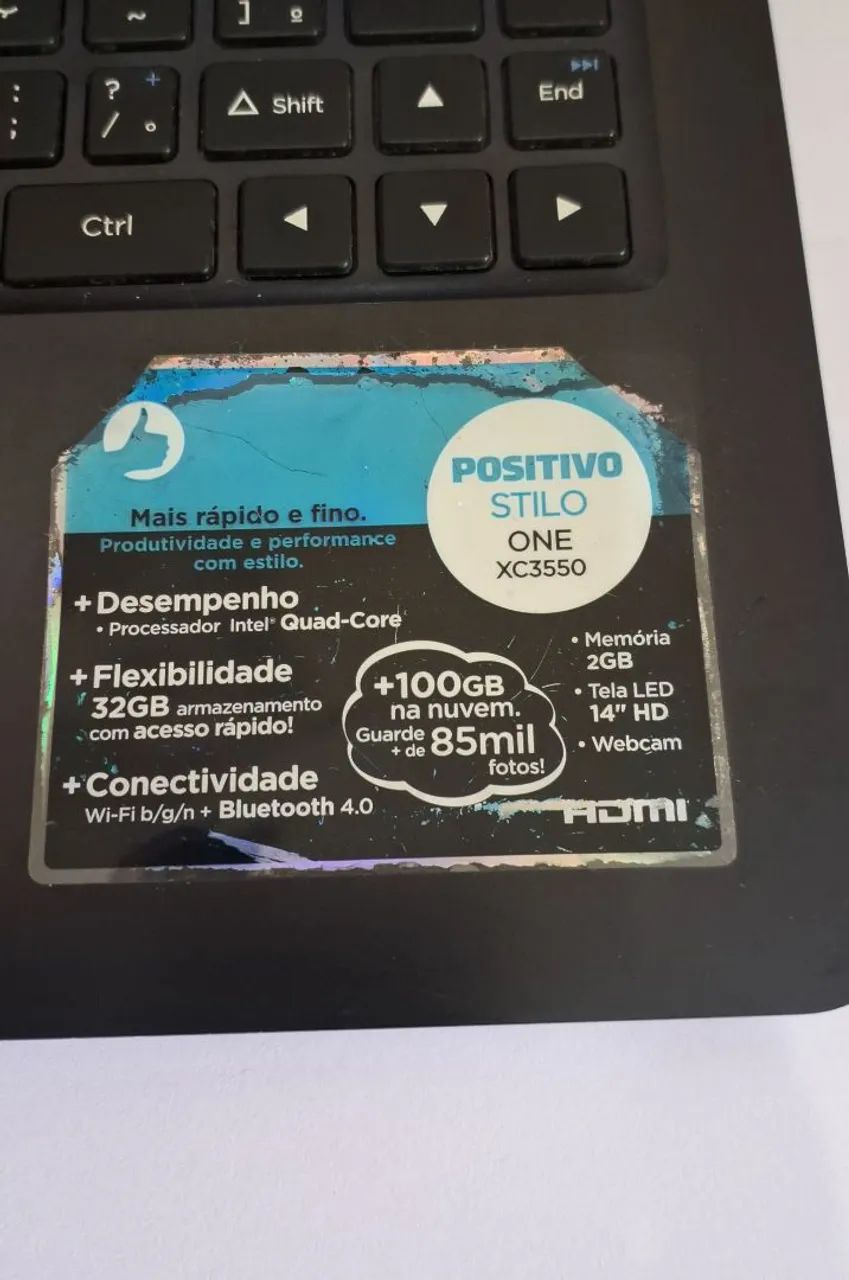 ~
]
º
:
;
?
+
/
°
Shift
End
Ctrl
POSITIVO
STILO
ONE
XC3550
Mais rápido e fino.
Produtividade e performance
com estilo.
+Desempenho
• Processador Intel® Quad-Core
+Flexibilidade
32GB armazenamento
com acesso rápido!
+Conectividade
Wi-Fi b/g/n + Bluetooth 4.0
+100GB
na nuvem.
Guarde
+ de 85mil
fotos!
• Memória
2GB
• Tela LED
14" HD
• Webcam
HDMI